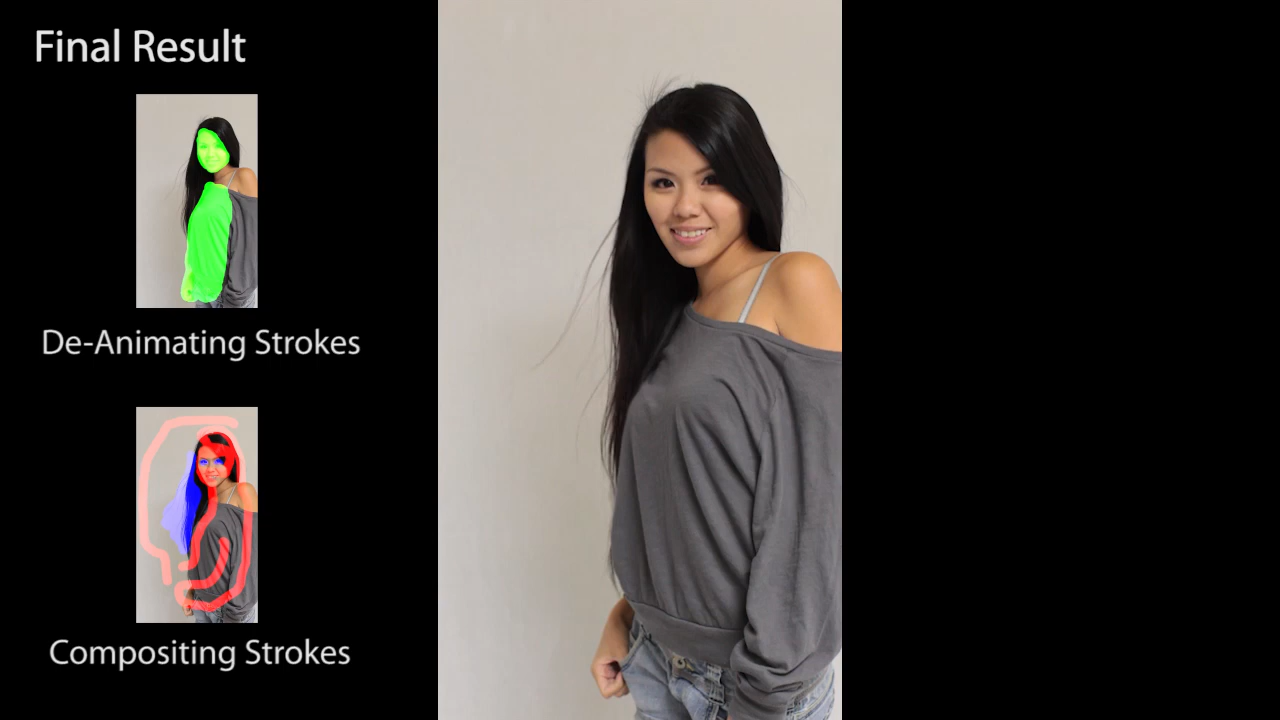 Final Result
De-Animating Strokes
Compositing Strokes